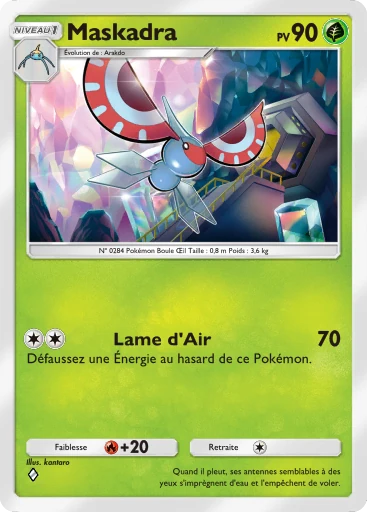 NIVEAU 1
Maskadra
PV 90
Évolution de : Arakdo
N° 0284 Pokémon Boule Œil Taille : 0,8 m Poids : 3,6 kg
Lame d'Air 70
Défaussez une Énergie au hasard de ce Pokémon.
Faiblesse +20 Retraite
Illus. kantaro
Quand il pleut, ses antennes semblables à des
yeux s'imprègnent d'eau et l'empêchent de voler.